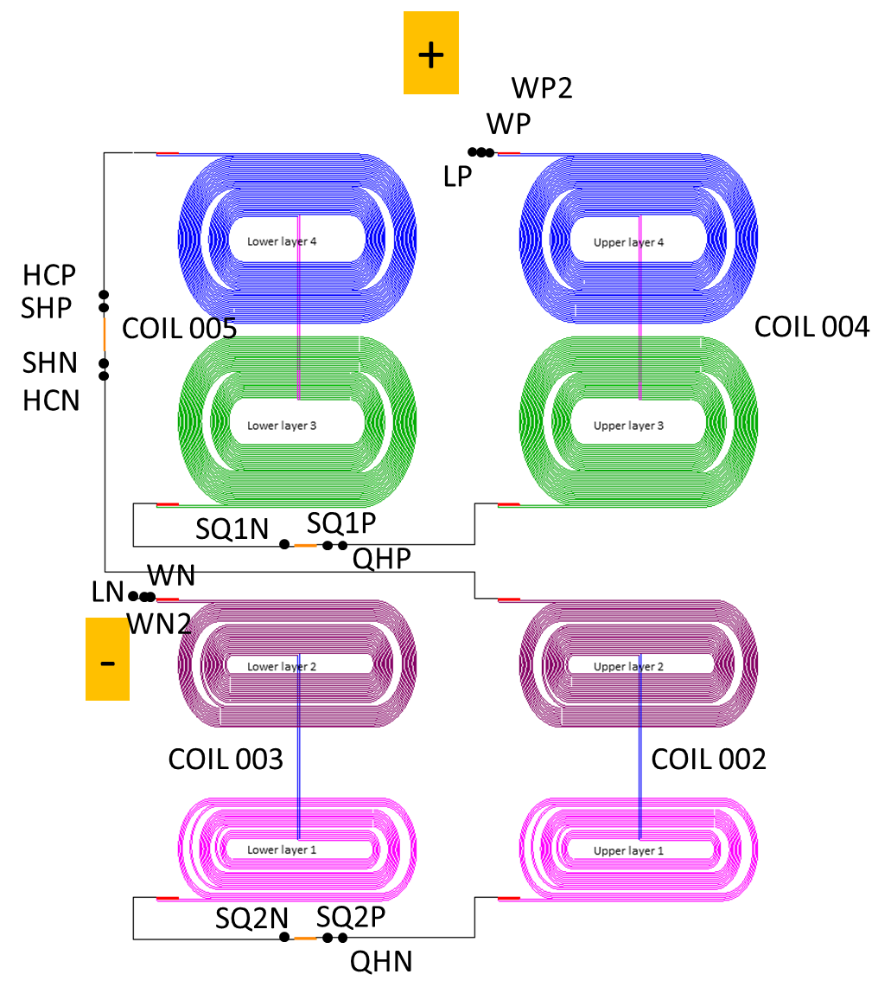 +
WP2
WP
LP
Lower layer 4
Upper layer 4
HCP
SHP
COIL 005
COIL 004
SHN
HCN
Lower layer 3
Upper layer 3
SQ1N
SQ1P
QHP
WN
LN
WN2
-
Lower layer 2
Upper layer 2
COIL 003
COIL 002
Lower layer 1
Upper layer 1
SQ2N
SQ2P
QHN